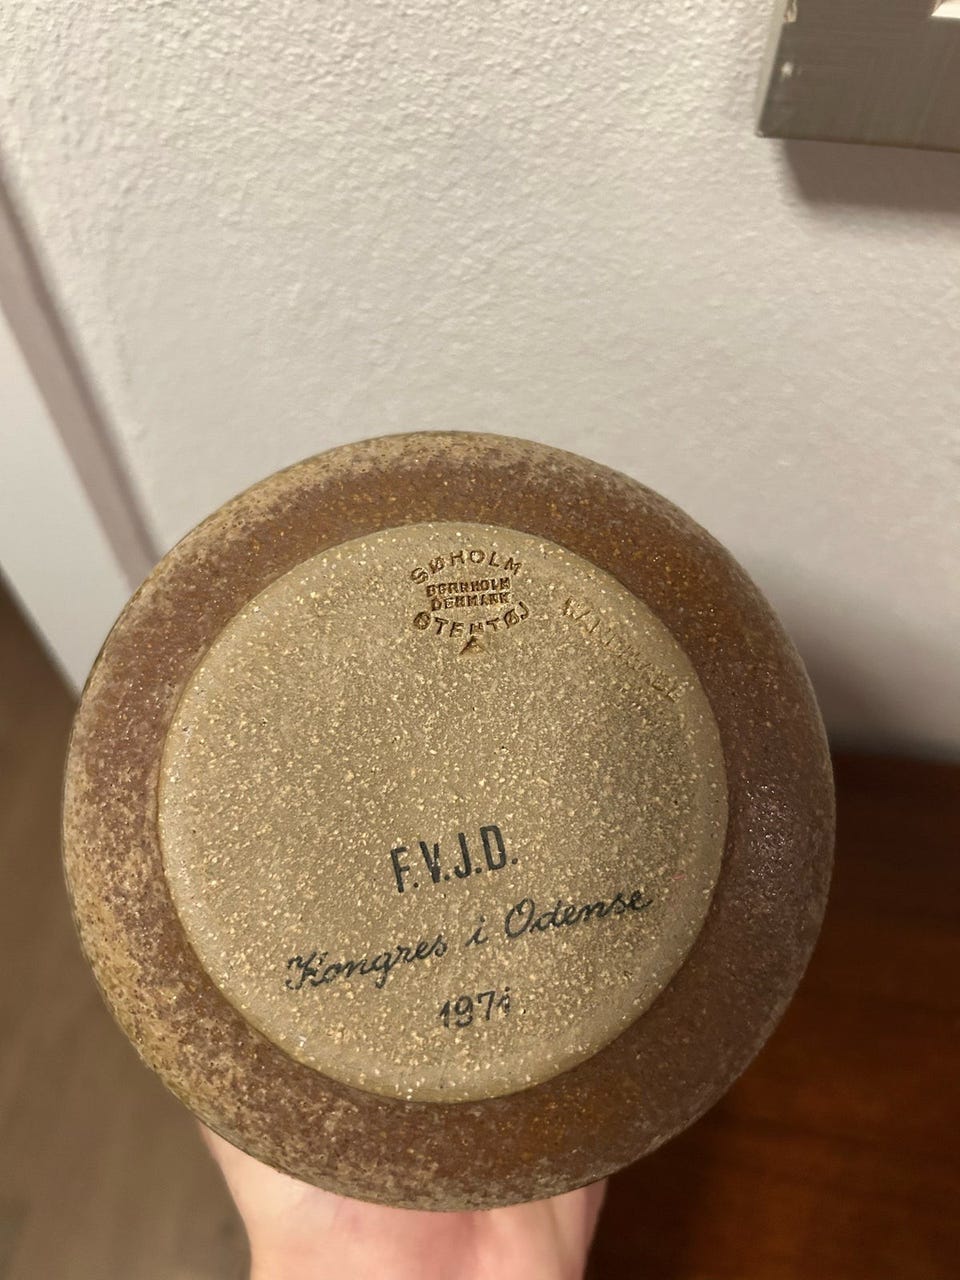 SØHOLM
BORNHOLM
DENMARK
STENTØJ
F.V.J.D.
Kongres i Odense
1971.